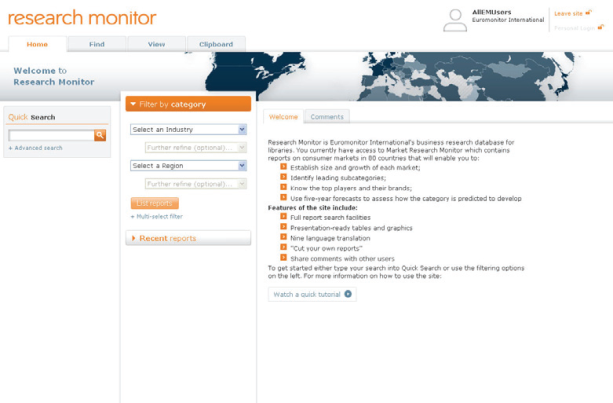 research monitor
AllEMUsers
Euromonitor International
Leave site
Personal Login
Home
Find
View
Clipboard
Welcome to
Research Monitor
Quick Search
+ Advanced search
Filter by category
Select an Industry
Further refine (optional)...
Select a Region
Further refine (optional)...
List reports
+ Multi-select filter
Recent reports
Welcome
Comments
Research Monitor is Euromonitor International's business research database for
libraries. You currently have access to Market Research Monitor which contains
reports on consumer markets in 80 countries that will enable you to:
Establish size and growth of each market;
Identify leading subcategories;
Know the top players and their brands;
Use five-year forecasts to assess how the category is predicted to develop
Features of the site include:
Full report search facilities
Presentation-ready tables and graphics
Nine language translation
"Cut your own reports"
Share comments with other users
To get started either type your search into Quick Search or use the filtering options
on the left. For more information on how to use the site:
Watch a quick tutorial